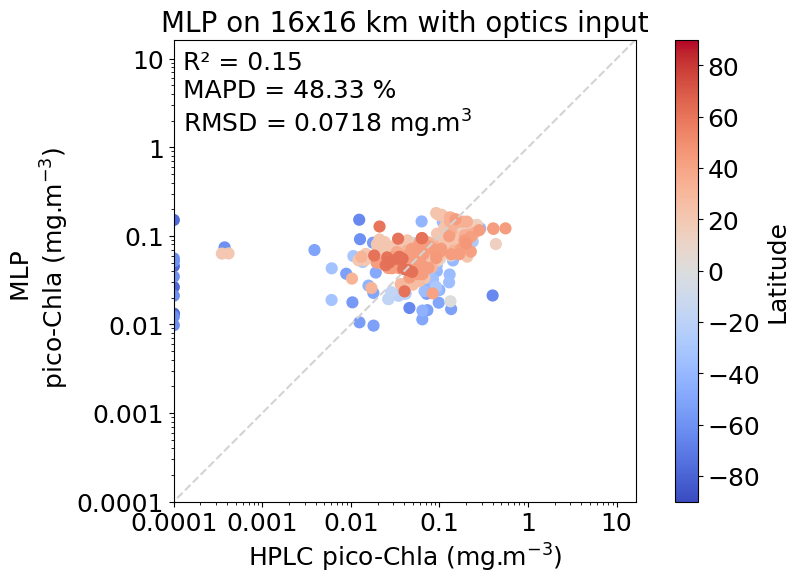 MLP on 16x16 km with optics input
R² = 0.15
MAPD = 48.33 %
RMSD = 0.0718 mg.m³
10
1
0.1
0.01
0.001
0.0001
MLP
pico-Chla (mg.m⁻³)
0.0001 0.001 0.01 0.1 1 10
HPLC pico-Chla (mg.m⁻³)
80
60
40
20
0
−20
−40
−60
−80
Latitude